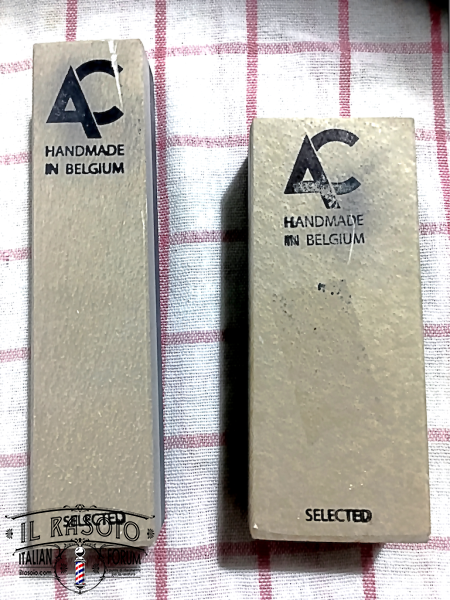 AC
HANDMADE
IN BELGIUM
SELECTED
AC
HANDMADE
IN BELGIUM
SELECTED
IL RASOIO
ITALIAN FORUM
ilrasoio.com